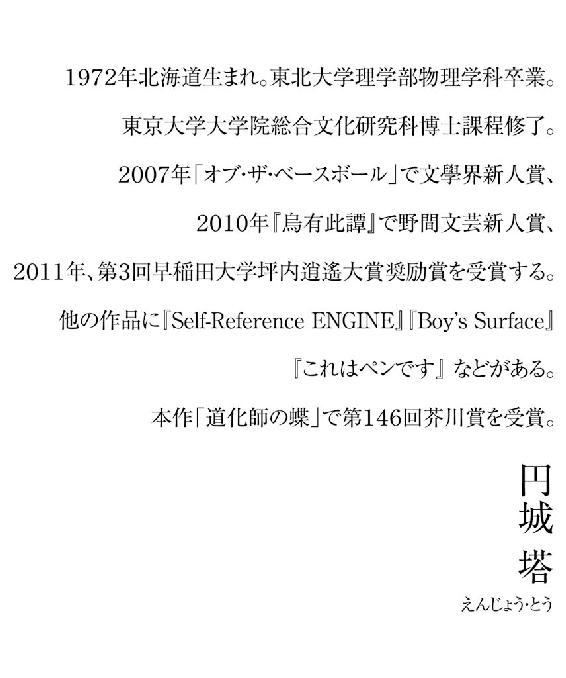 1972年北海道生まれ。東北大学理学部物理学科卒業。
東京大学大学院総合文化研究科博士課程修了。
2007年「オブ・ザ・ベースボール」で文學界新人賞、
2010年『烏有此譚』で野間文芸新人賞、
2011年、第3回早稲田大学坪内逍遙大賞奨励賞を受賞する。
他の作品に『Self-Reference ENGINE』『Boy's Surface』
『これはペンです』などがある。
本作「道化師の蝶」で第146回芥川賞を受賞。
円城 塔
えんじょう・とう